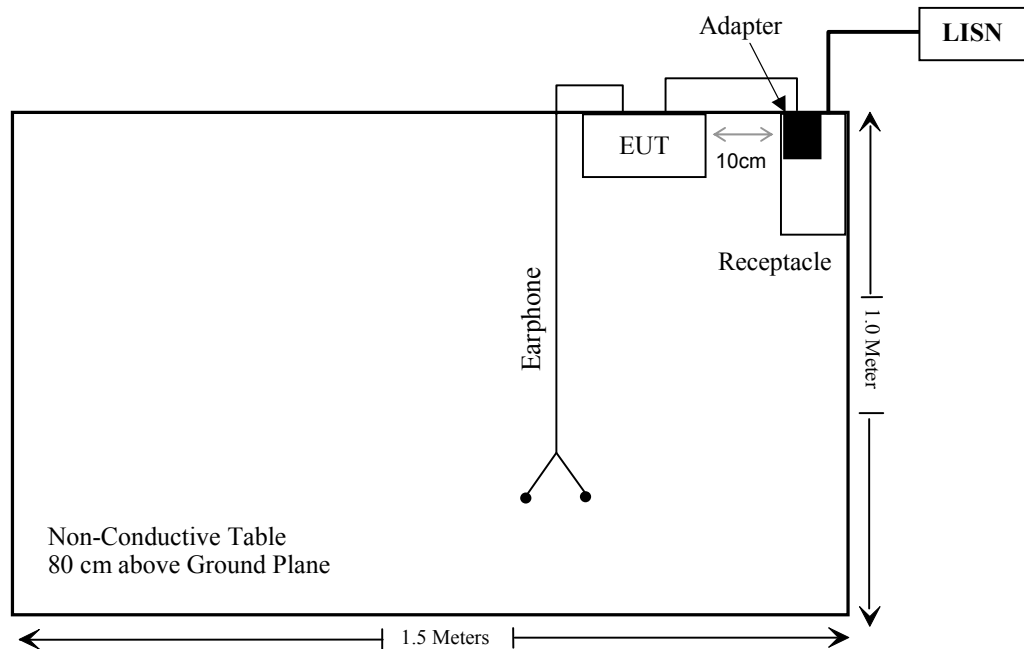 Adapter
LISN
EUT
10cm
Receptacle
Earphone
1.0 Meter
Non-Conductive Table
80 cm above Ground Plane
1.5 Meters